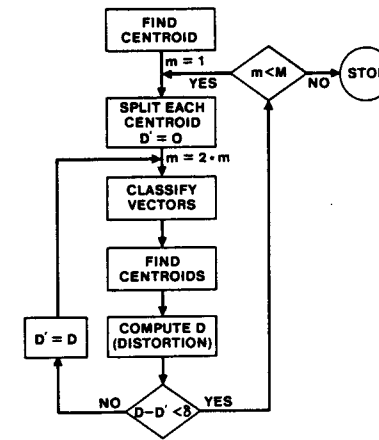 FIND
CENTROID
m = 1
m<M
YES
NO
STOP
SPLIT EACH
CENTROID
D' = O
m = 2 • m
CLASSIFY
VECTORS
FIND
CENTROIDS
D' = D
COMPUTE D
(DISTORTION)
NO
D–D' <δ
YES